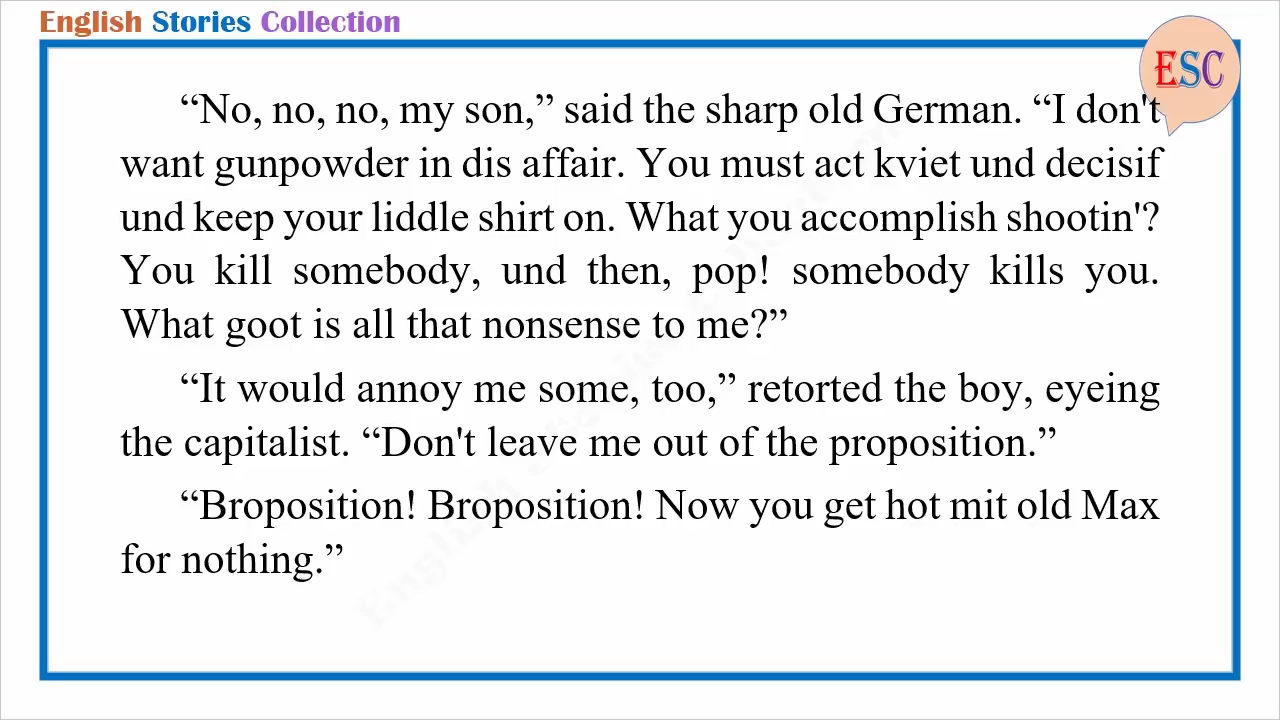 English Stories Collection
ESC
“No, no, no, my son,” said the sharp old German. “I don't
want gunpowder in dis affair. You must act kviet und decisif
und keep your liddle shirt on. What you accomplish shootin'?
You kill somebody, und then, pop! somebody kills you.
What goot is all that nonsense to me?”
“It would annoy me some, too,” retorted the boy, eyeing
the capitalist. “Don't leave me out of the proposition.”
“Broposition! Broposition! Now you get hot mit old Max
for nothing.”
English Stories Collection